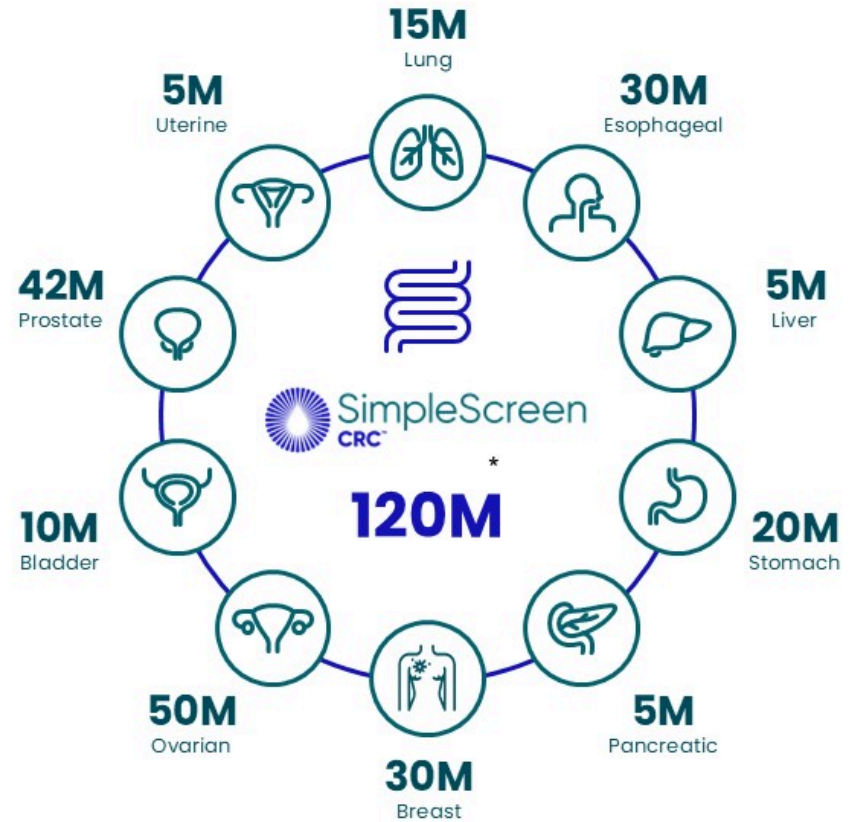 15M
Lung
5M
Uterine
30M
Esophageal
42M
Prostate
5M
Liver
SimpleScreen
CRC™
*
120M
10M
Bladder
20M
Stomach
50M
Ovarian
5M
Pancreatic
30M
Breast